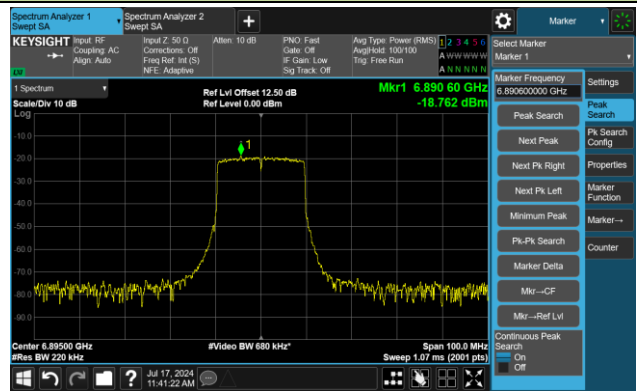 Spectrum Analyzer 1
Swept SA
Spectrum Analyzer 2
Swept SA
+
Marker
KEYSIGHT
Input: RF
Coupling: AC
Align: Auto
Input Z: 50 Ω
Corrections: Off
Freq Ref: Int (S)
NFE: Adaptive
Atten: 10 dB
PNO: Fast
Gate: Off
IF Gain: Low
Sig Track: Off
Avg Type: Power (RMS)
Avg|Hold: 100/100
Trig: Free Run
1 2 3 4 5 6
A W W W W W
A N N N N N
LV
Select Marker
Marker 1
1 Spectrum
Scale/Div 10 dB
Log
Ref Lvl Offset 12.50 dB
Ref Level 0.00 dBm
Mkr1 6.890 60 GHz
-18.762 dBm
-10.0
-20.0
-30.0
-40.0
-50.0
-60.0
-70.0
-80.0
-90.0
1
Center 6.89500 GHz
#Res BW 220 kHz
#Video BW 680 kHz*
Span 100.0 MHz
Sweep 1.07 ms (2001 pts)
Marker Frequency
6.890600000 GHz
Peak Search
Next Peak
Next Pk Right
Next Pk Left
Minimum Peak
Pk-Pk Search
Marker Delta
Mkr→CF
Mkr→Ref Lvl
Continuous Peak
Search
On
Off
Settings
Peak
Search
Pk Search
Config
Properties
Marker
Function
Marker→
Counter
?
Jul 17, 2024
11:41:22 AM